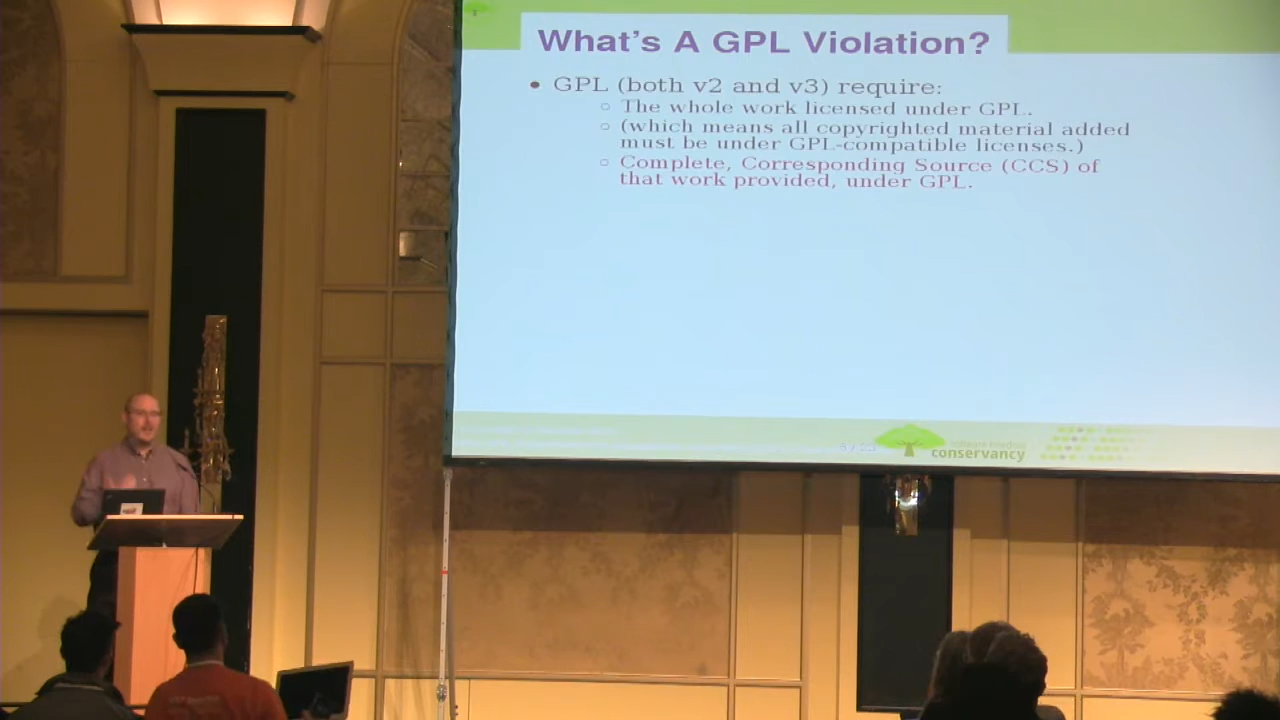 What's A GPL Violation?
• GPL (both v2 and v3) require:
○ The whole work licensed under GPL.
○ (which means all copyrighted material added
must be under GPL-compatible licenses.)
○ Complete, Corresponding Source (CCS) of
that work provided, under GPL.
conservancy